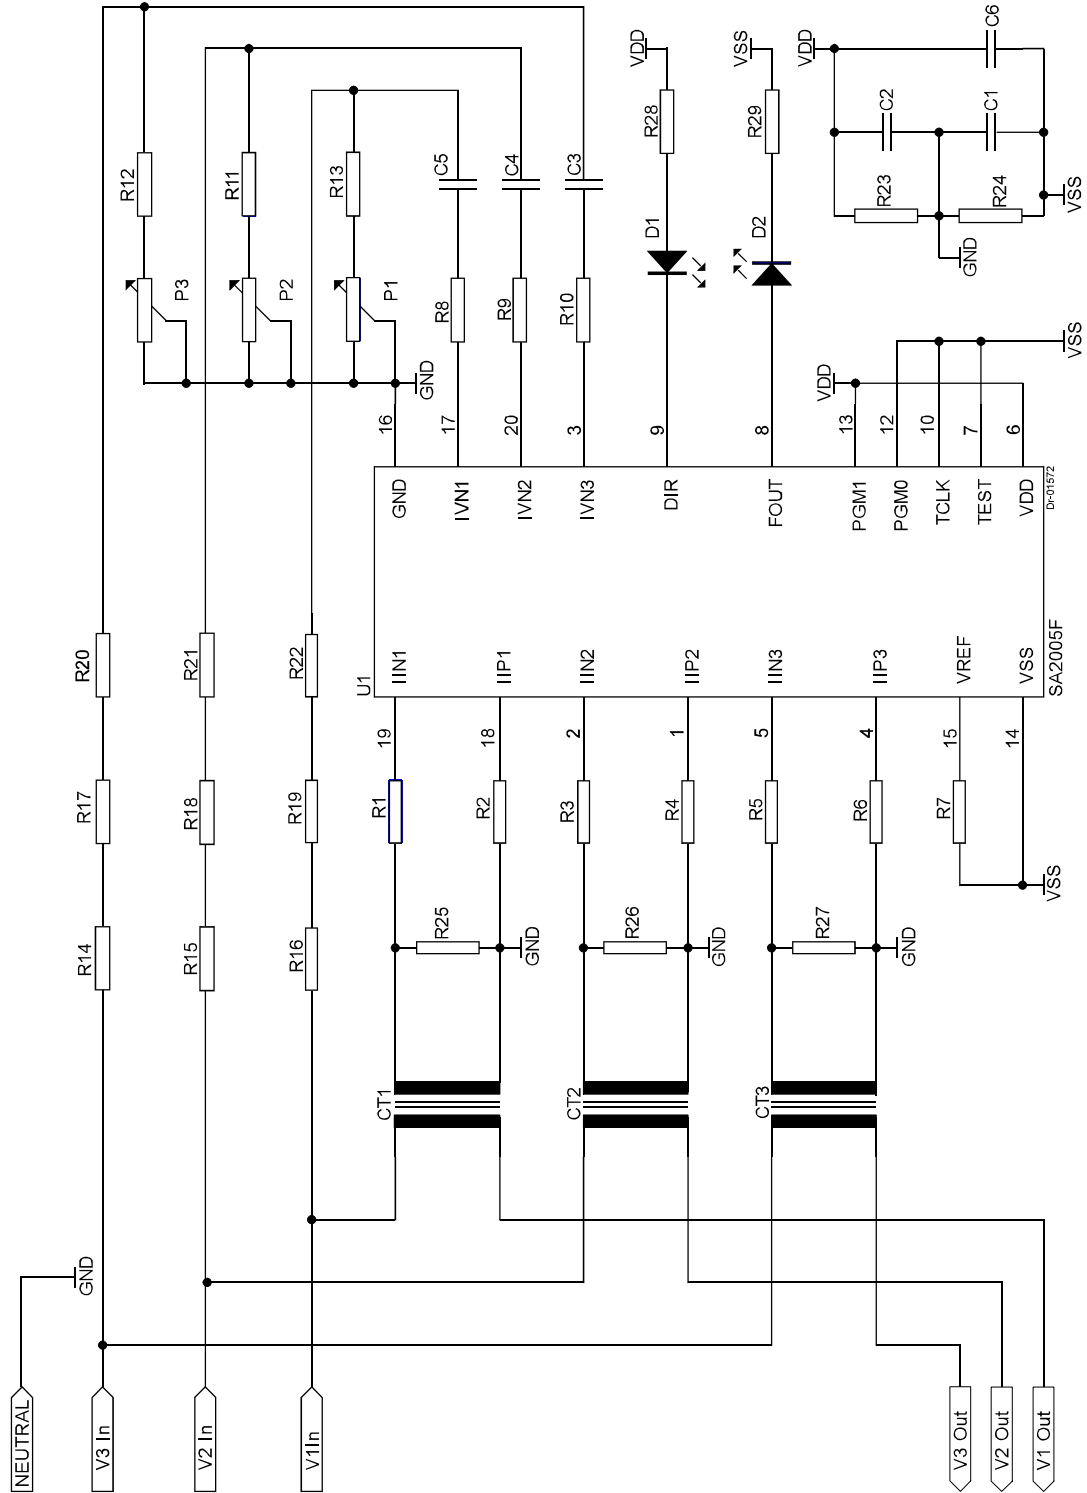 NEUTRAL
V3 In
V2 In
V1In
GND
R14
R17
R20
R15
R18
R21
R16
R19
R22
R12
P3
R11
P2
R13
P1
GND
C5
R8
C4
R9
C3
R10
VDD
R28
D1
VSS
R29
D2
VDD
C6
C2
C1
R23
R24
GND
VSS
VDD
VSS
16
17
20
3
9
8
13
12
10
7
6
GND
IVN1
IVN2
IVN3
DIR
FOUT
PGM1
PGM0
TCLK
TEST
VDD
Dr-01572
U1
SA2005F
IIN1
IIP1
IIN2
IIP2
IIN3
IIP3
VREF
VSS
19
18
2
1
5
4
15
14
R1
R2
R3
R4
R5
R6
R7
VSS
R25
GND
R26
GND
R27
GND
CT1
CT2
CT3
V3 Out
V2 Out
V1 Out